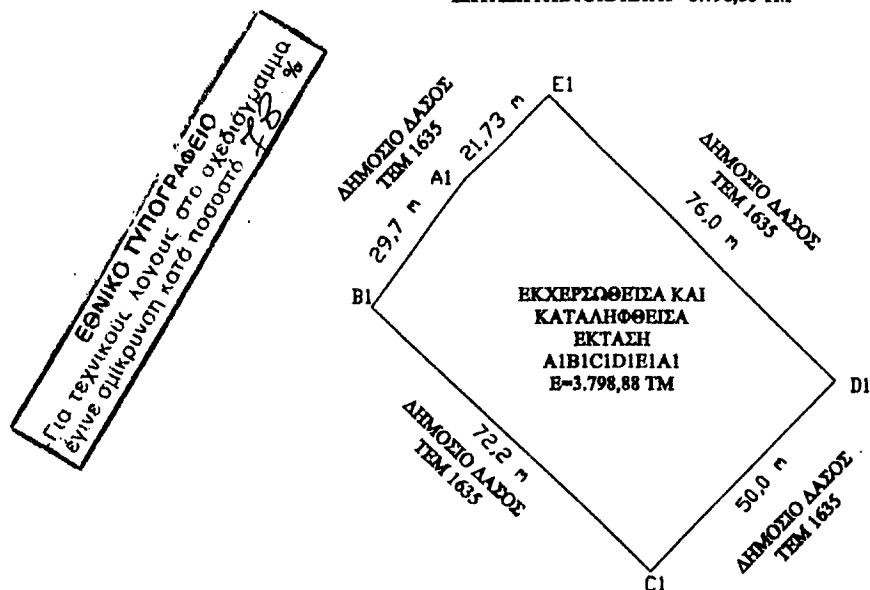 E1
ΔΗΜΟΣΙΟ ΔΑΣΟΣ
ΤΕΜ 1635
21,73 m
A1
29,7 m
B1
ΔΗΜΟΣΙΟ ΔΑΣΟΣ
ΤΕΜ 1635
76,0 m
ΕΘΝΙΚΟ ΤΥΠΟΓΡΑΦΕΙΟ
Για τεχνικούς λόγους στο σχεδιάγραμμα
έγινε σμίκρυνση κατά ποσοστό 78 %
ΕΚΧΕΡΣΩΘΕΙΣΑ ΚΑΙ
ΚΑΤΑΛΗΦΘΕΙΣΑ
ΕΚΤΑΣΗ
A1B1C1D1E1A1
E=3.798,88 ΤΜ
D1
72,2 m
ΔΗΜΟΣΙΟ ΔΑΣΟΣ
ΤΕΜ 1635
50,0 m
ΔΗΜΟΣΙΟ ΔΑΣΟΣ
ΤΕΜ 1635
C1